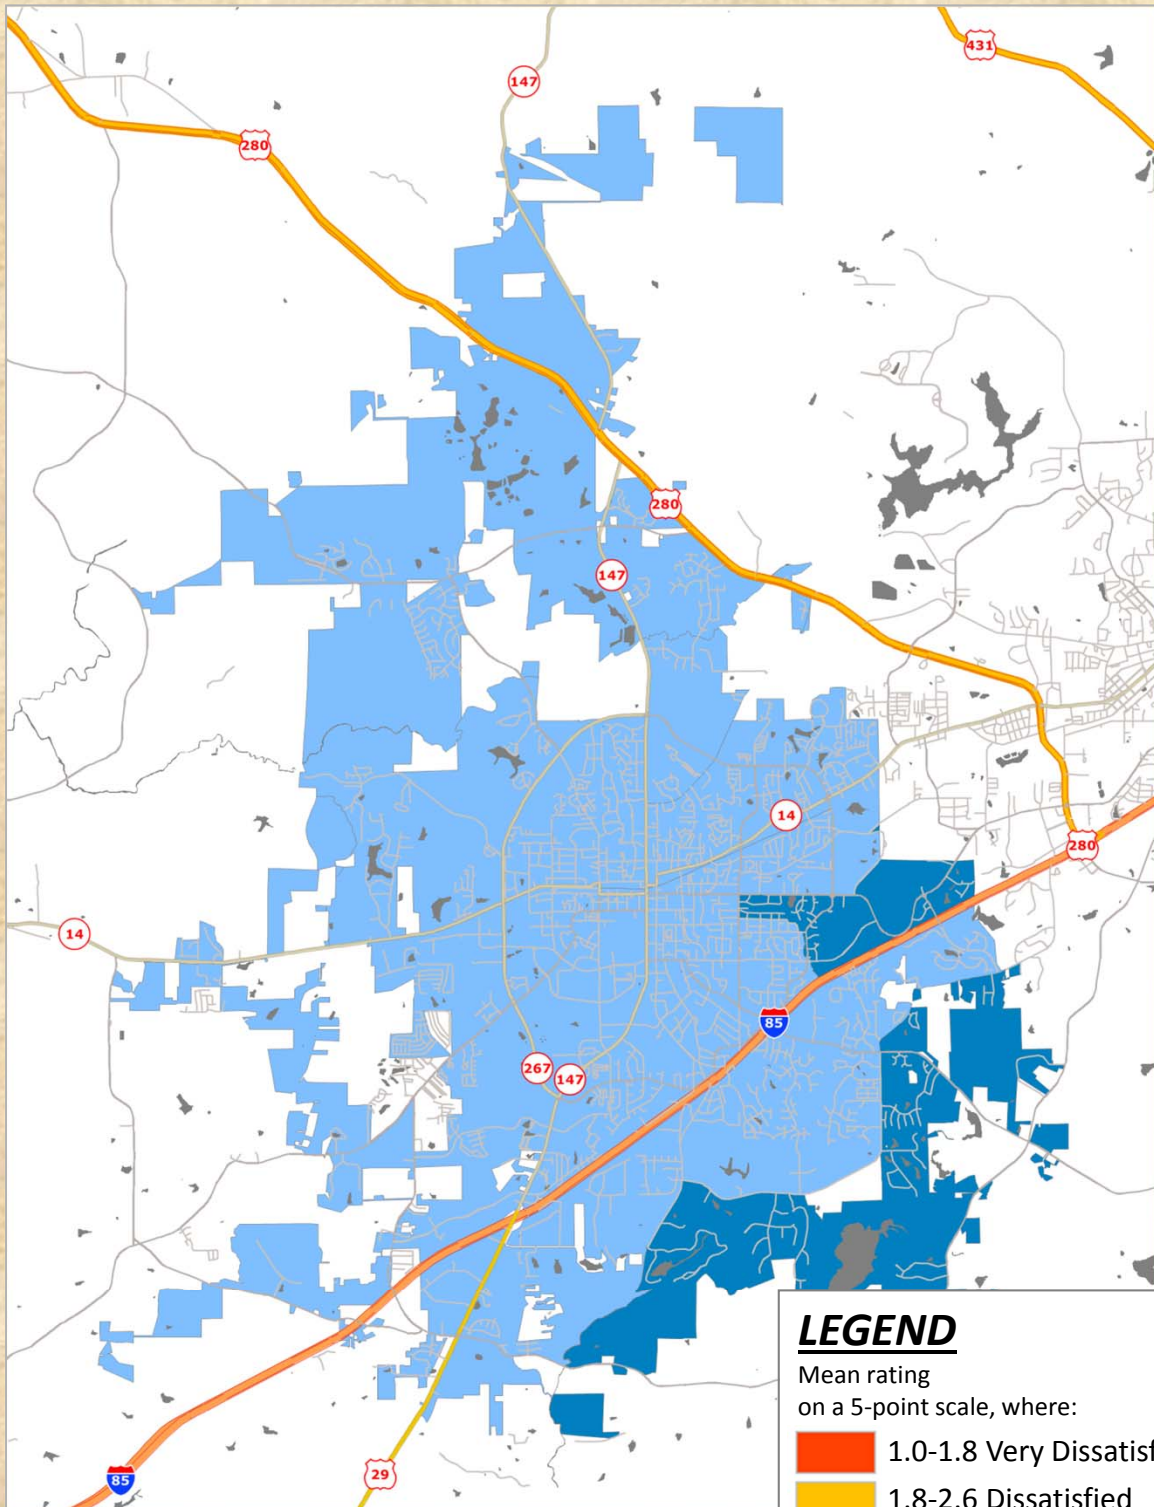 431
147
280
280
147
14
280
14
85
267
147
LEGEND
Mean rating
on a 5-point scale, where:
1.0-1.8 Very Dissatisf
1.8-2.6 Dissatisfied
29
85